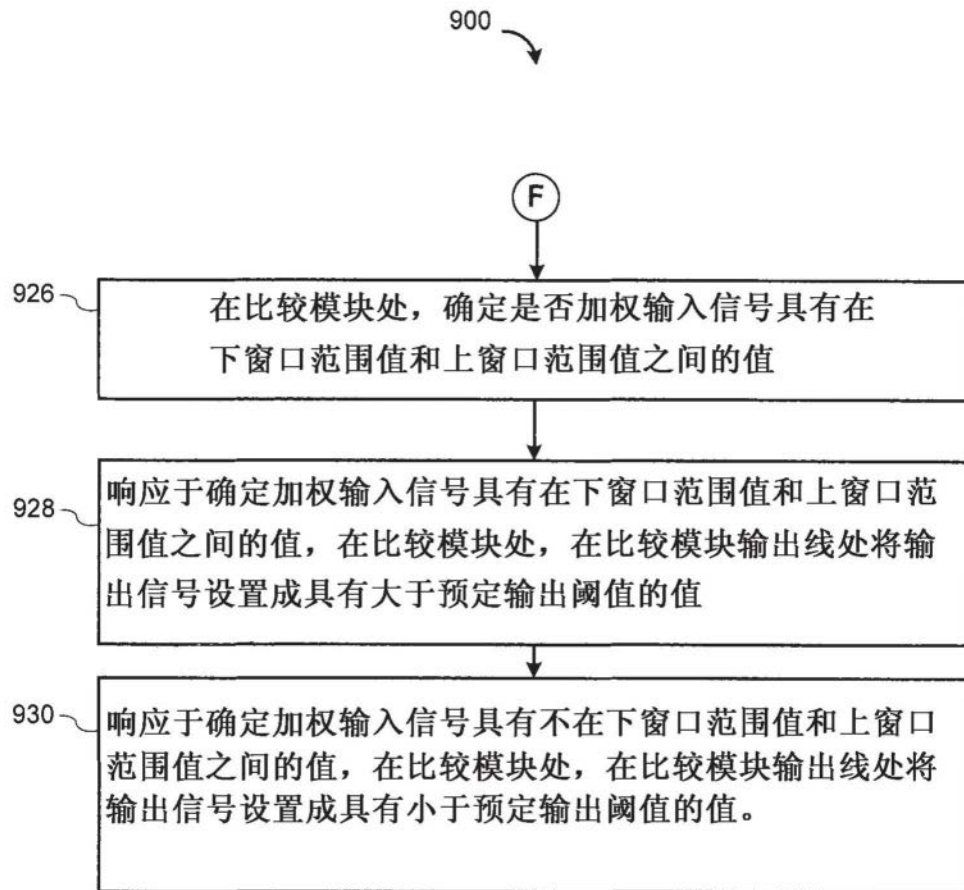 900
F
926
在比较模块处，确定是否加权输入信号具有在
下窗口范围值和上窗口范围值之间的值
928
响应于确定加权输入信号具有在下窗口范围值和上窗口范
围值之间的值，在比较模块处，在比较模块输出线处将输
出信号设置成具有大于预定输出阈值的值
930
响应于确定加权输入信号具有不在下窗口范围值和上窗口
范围值之间的值，在比较模块处，在比较模块输出线处将
输出信号设置成具有小于预定输出阈值的值。